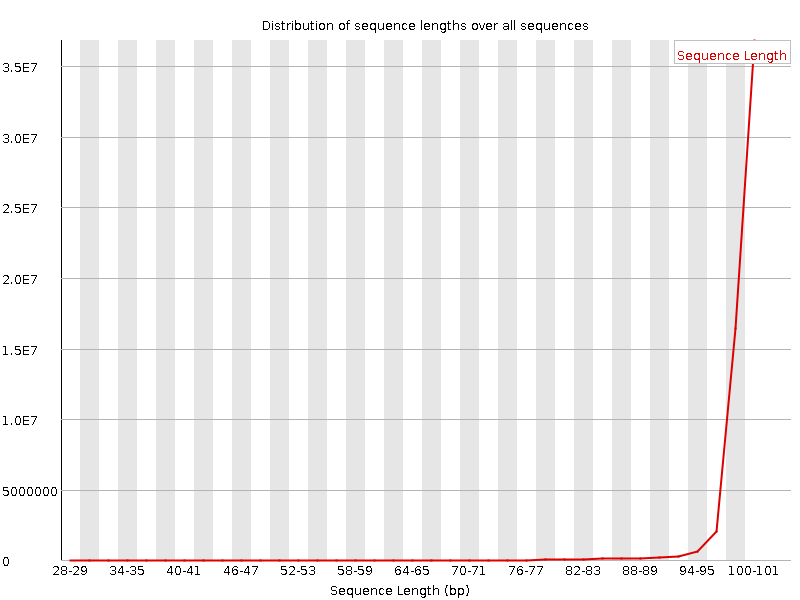 Distribution of sequence lengths over all sequences
Sequence Length
3.5E7
3.0E7
2.5E7
2.0E7
1.5E7
1.0E7
5000000
0
28-29 34-35 40-41 46-47 52-53 58-59 64-65 70-71 76-77 82-83 88-89 94-95 100-101
Sequence Length (bp)